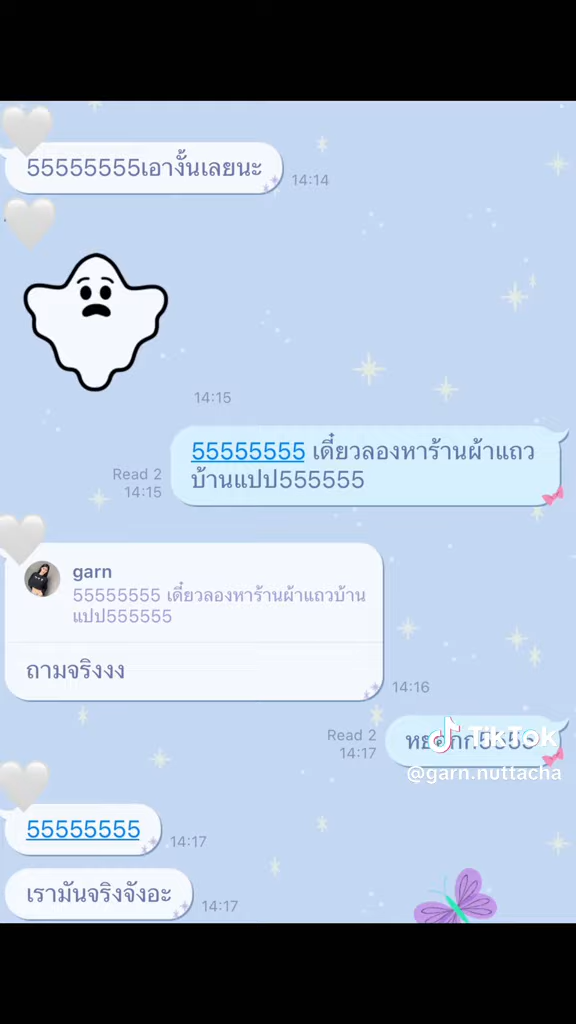 55555555เอางั้นเลยนะ
14:14
14:15
55555555 เดี๋ยวลองหาร้านผ้าแถว
บ้านแปป555555
Read 2
14:15
garn
55555555 เดี๋ยวลองหาร้านผ้าแถวบ้าน
แปป555555
ถามจริงงง
14:16
Read 2
14:17
TikTok
@garn.nuttacha
55555555
14:17
เรามันจริงจังอะ
14:17